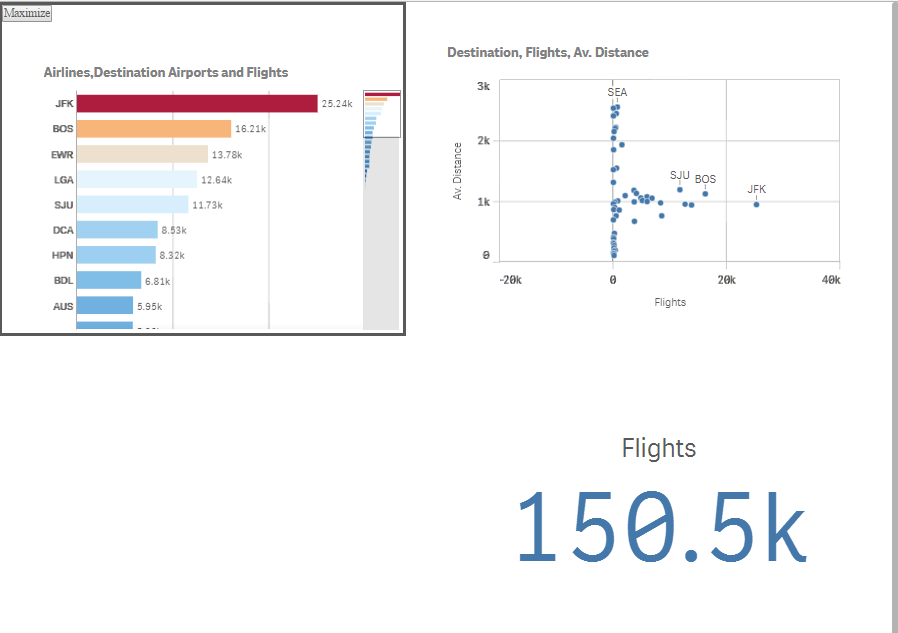 Maximize
Airlines,Destination Airports and Flights
JFK 25.24k
BOS 16.21k
EWR 13.78k
LGA 12.64k
SJU 11.73k
DCA 8.53k
HPN 8.32k
BDL 6.81k
AUS 5.95k
Destination, Flights, Av. Distance
Av. Distance
3k
SEA
2k
SJU BOS JFK
1k
0
-20k 0 20k 40k
Flights
Flights
150.5k